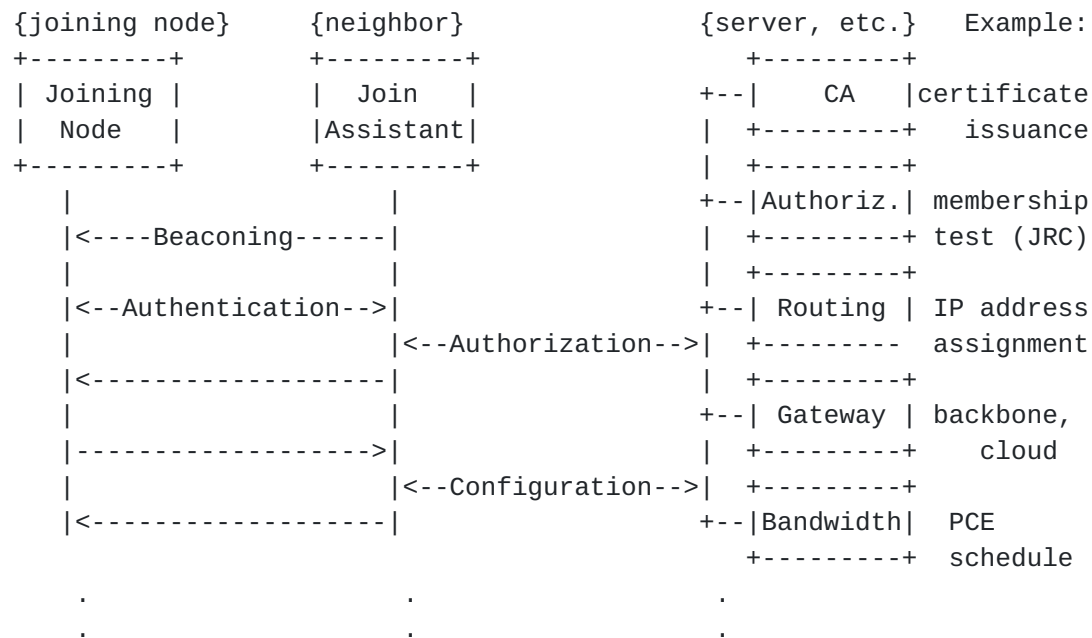 {joining node}     {neighbor}               {server, etc.}   Example:
+---------+        +---------+                 +---------+
| Joining |        |  Join   |              +--|    CA   |certificate
|  Node   |        |Assistant|              |  +---------+   issuance
+---------+        +---------+              |  +---------+
   |                    |                   +--|Authoriz.| membership
   |<----Beaconing------|                   |  +---------+ test (JRC)
   |                    |                   |  +---------+
   |<--Authentication-->|                   +--| Routing | IP address
   |                    |<--Authorization-->|  +--------- assignment
   |<-------------------|                   |  +---------+
   |                    |                   +--| Gateway | backbone,
   |------------------->|                   |  +---------+    cloud
   |                    |<--Configuration-->|  +---------+
   |<-------------------|                   +--|Bandwidth|  PCE
                                               +---------+  schedule
    .                    .                   .
    .                    .                   .